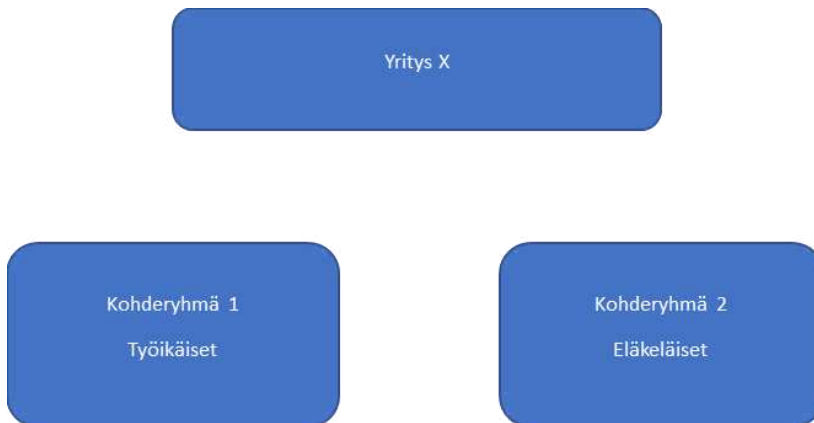 Yritys X
Kohderyhmä 1
Työikäiset
Kohderyhmä 2
Eläkeläiset